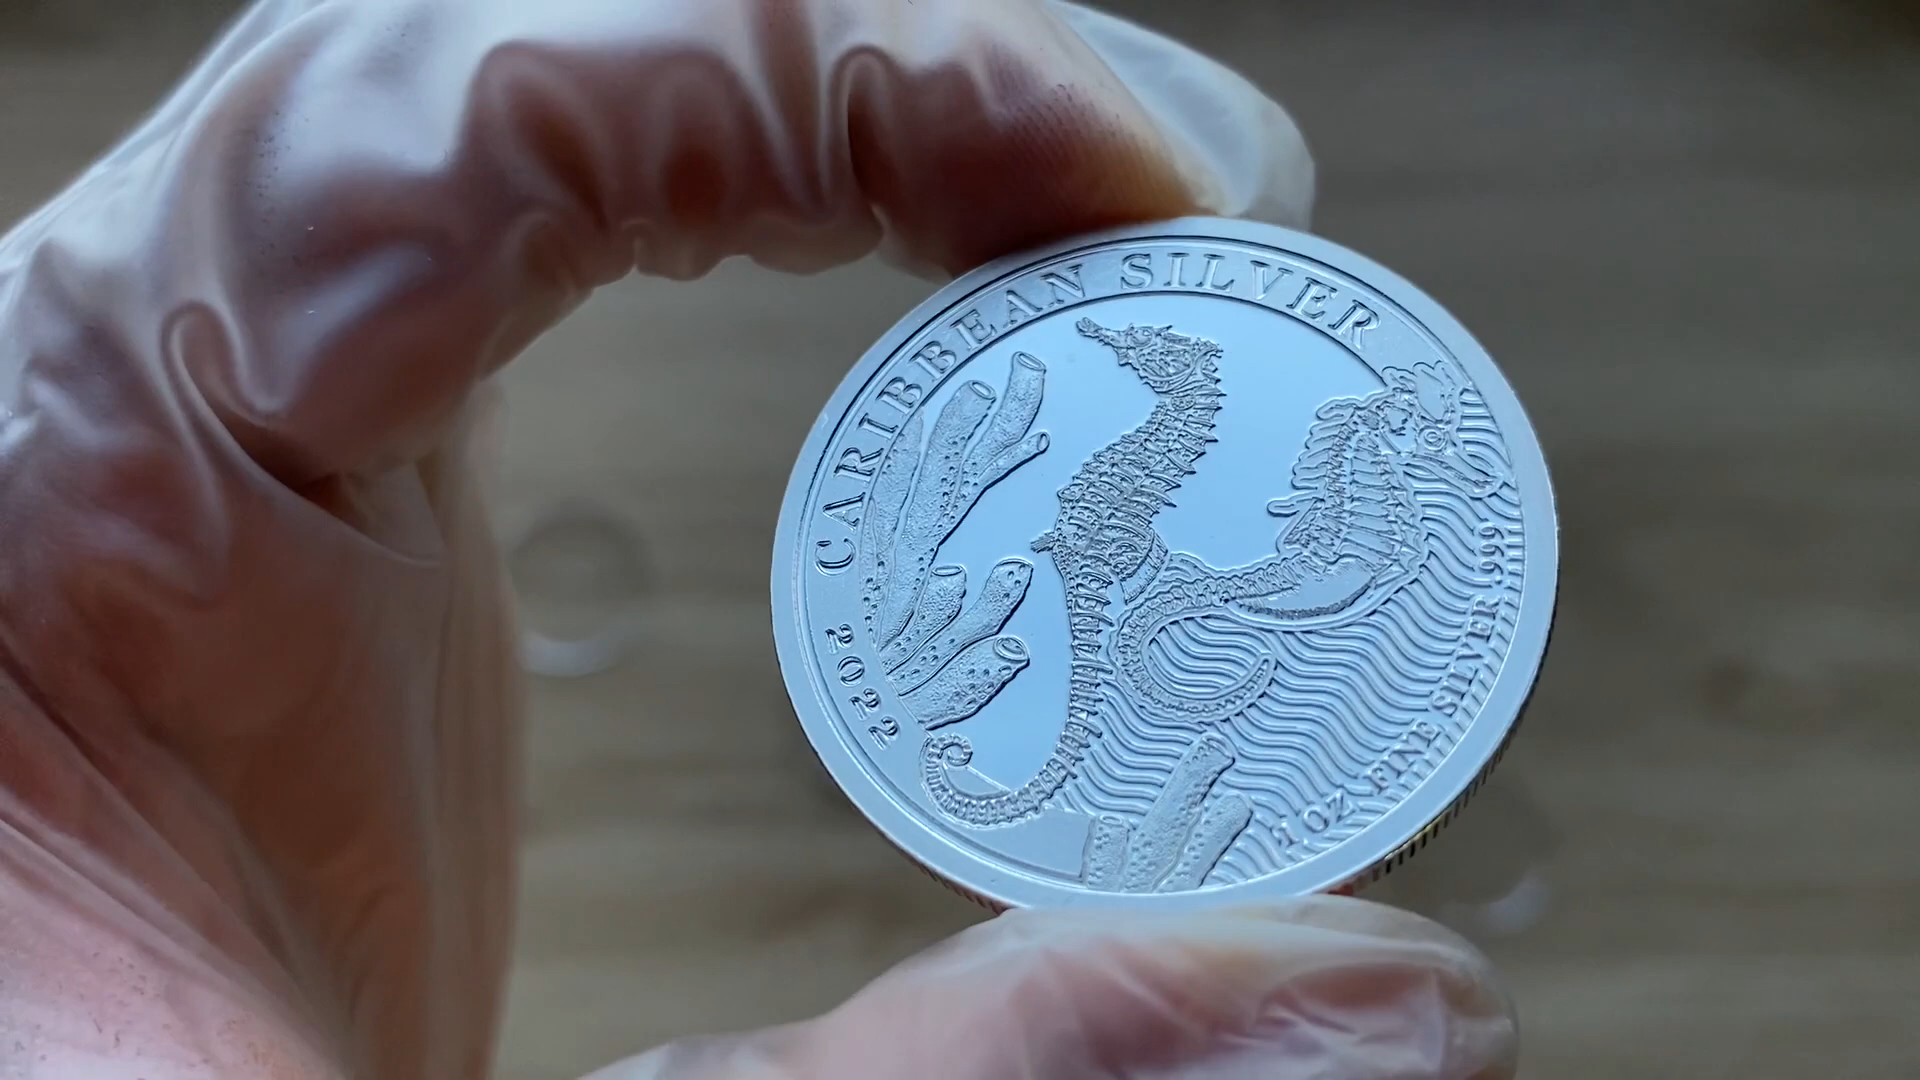 CARIBBEAN SILVER
2022
1 OZ FINE SILVER .999